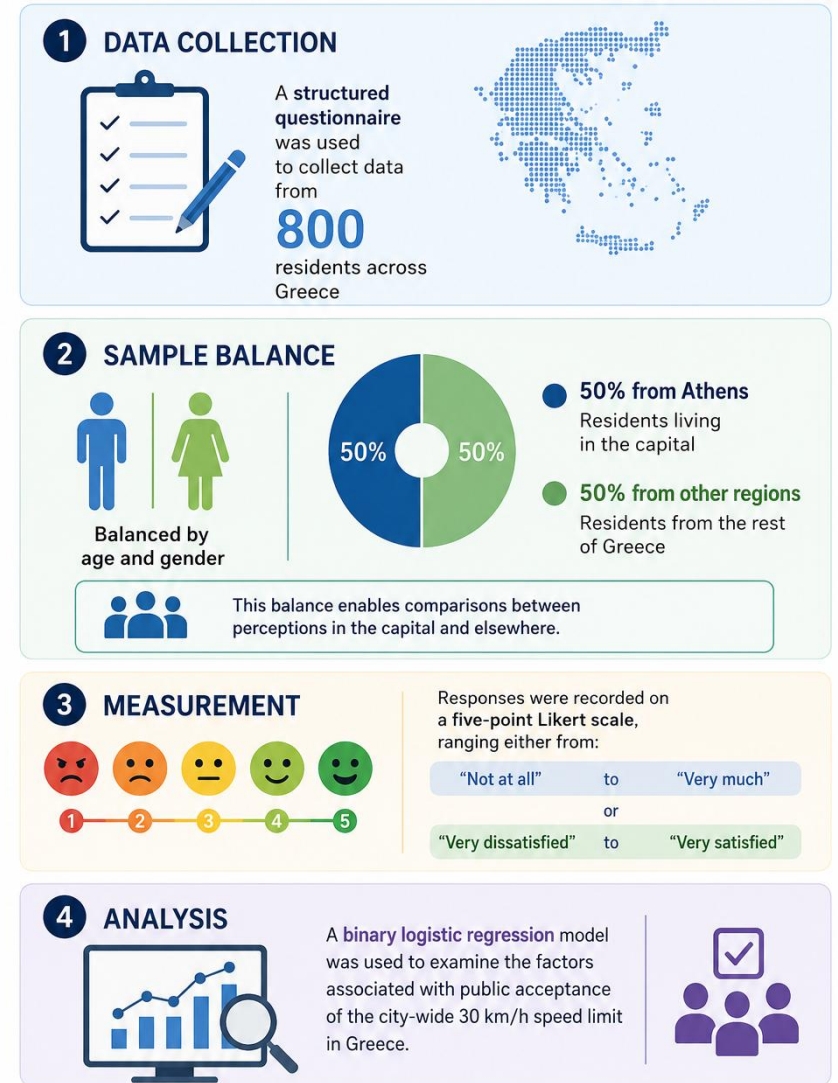 1 DATA COLLECTION
A structured
questionnaire
was used
to collect data
from
800
residents across
Greece
2 SAMPLE BALANCE
Balanced by
age and gender
50% 50%
50% from Athens
Residents living
in the capital
50% from other regions
Residents from the rest
of Greece
This balance enables comparisons between
perceptions in the capital and elsewhere.
3 MEASUREMENT
1 2 3 4 5
Responses were recorded on
a five-point Likert scale,
ranging either from:
“Not at all” to “Very much”
or
“Very dissatisfied” to “Very satisfied”
4 ANALYSIS
A binary logistic regression model
was used to examine the factors
associated with public acceptance
of the city-wide 30 km/h speed limit
in Greece.